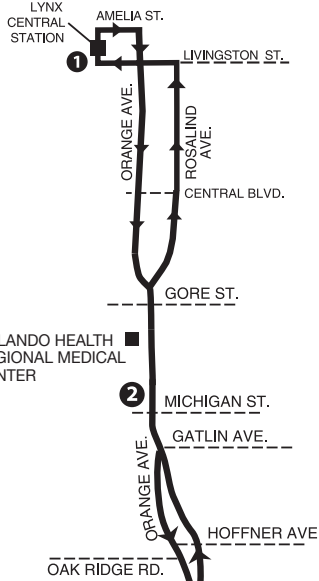 LYNX
CENTRAL
STATION
AMELIA ST.
1
LIVINGSTON ST.
ORANGE AVE.
ROSALIND
AVE.
CENTRAL BLVD.
GORE ST.
LANDO HEALTH
GIONAL MEDICAL
NTER
2
MICHIGAN ST.
GATLIN AVE.
ORANGE AVE.
HOFFNER AVE
OAK RIDGE RD.